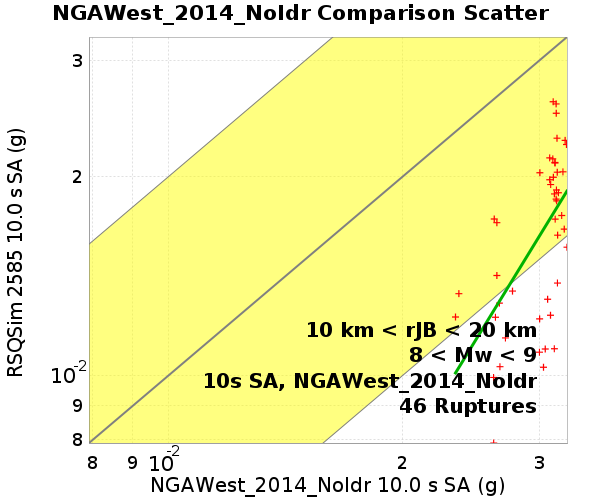 NGAWest_2014_NoIdr Comparison Scatter
RSQSim 2585 10.0 s SA (g)
3
2
10-2
9
8
10 km < rJB < 20 km
8 < Mw < 9
10s SA, NGAWest_2014_NoIdr
46 Ruptures
8 9 10-2 2 3
NGAWest_2014_NoIdr 10.0 s SA (g)